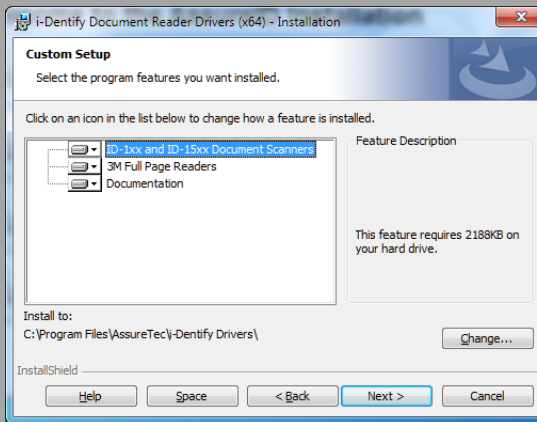 i-Dentify Document Reader Drivers (x64) - Installation
Custom Setup
Select the program features you want installed.
Click on an icon in the list below to change how a feature is installed.
ID-1xx and ID-15xx Document Scanners
3M Full Page Readers
Documentation
Feature Description
This feature requires 2188KB on
your hard drive.
Install to:
C:\Program Files\AssureTec\i-Dentify Drivers\
Change...
InstallShield
Help
Space
< Back
Next >
Cancel